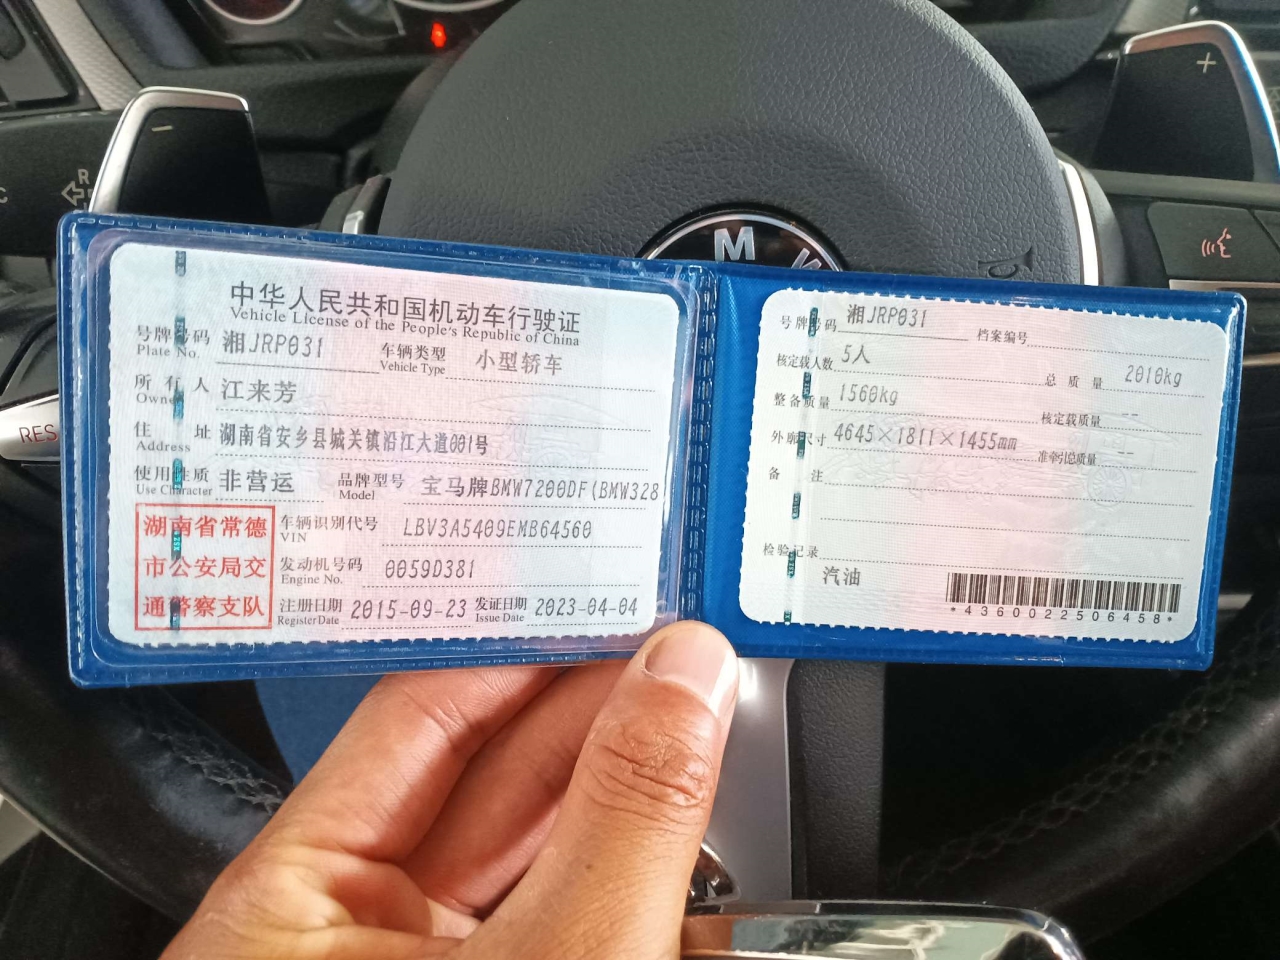 R
RES
M
中华人民共和国机动车行驶证
Vehicle License of the People's Republic of China
号牌号码 湘JRP031 车辆类型 小型轿车
Plate No. Vehicle Type
所有人 江来芳
Owner
住址 湖南省安乡县城关镇沿江大道001号
Address
使用性质 非营运 品牌型号 宝马牌BMW7200DF(BMW328
Use Character Model
湖南省常德
市公安局交
通警察支队
车辆识别代号 LBV3A5409EMB64560
VIN
发动机号码 0059D381
Engine No.
注册日期 2015-09-23 发证日期 2023-04-04
Register Date Issue Date
号牌号码 湘JRP031 档案编号
核定载人数 5人 总质量 2010kg
整备质量 1560kg 核定载质量 --
外廓尺寸 4645×1811×1455mm 准牵引总质量 --
备注
检验记录
汽油
*4360022506458*